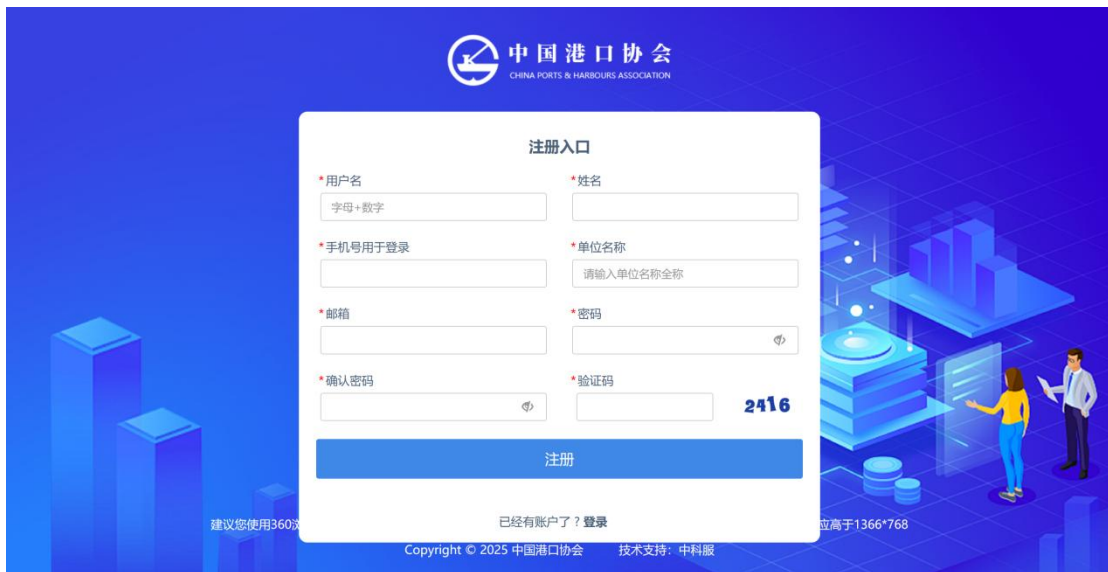 中国港口协会
CHINA PORTS & HARBOURS ASSOCIATION
注册入口
*用户名
*姓名
字母+数字
*手机号用于登录
*单位名称
请输入单位名称全称
*邮箱
*密码
*确认密码
*验证码
2416
注册
已经有账户了？登录
建议您使用360 应高于1366*768
Copyright © 2025 中国港口协会 技术支持：中科服